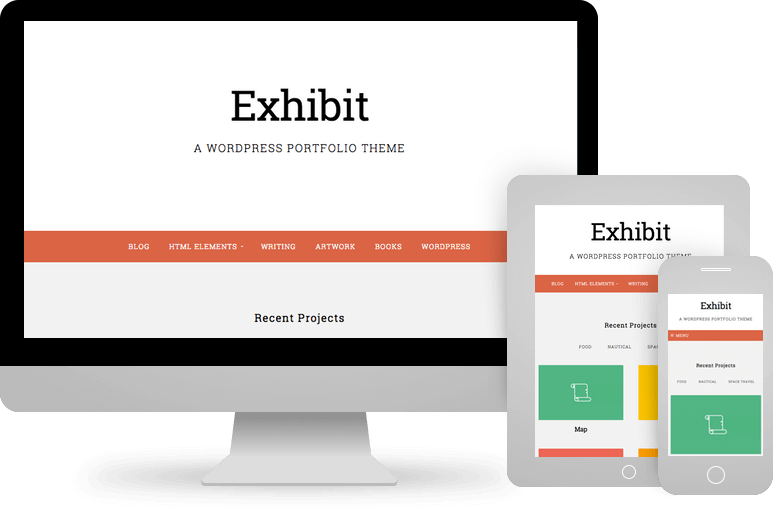 Exhibit
A WORDPRESS PORTFOLIO THEME
BLOG HTML ELEMENTS WRITING ARTWORK BOOKS WORDPRESS
Recent Projects
Exhibit
A WORDPRESS PORTFOLIO THEME
BLOG HTML ELEMENTS WRITING
Recent Projects
FOOD NAUTICAL
Map
Exhibit
A WORDPRESS PORTFOLIO THEME
≡ MENU
Recent Projects
FOOD NAUTICAL SPACE TRAVEL